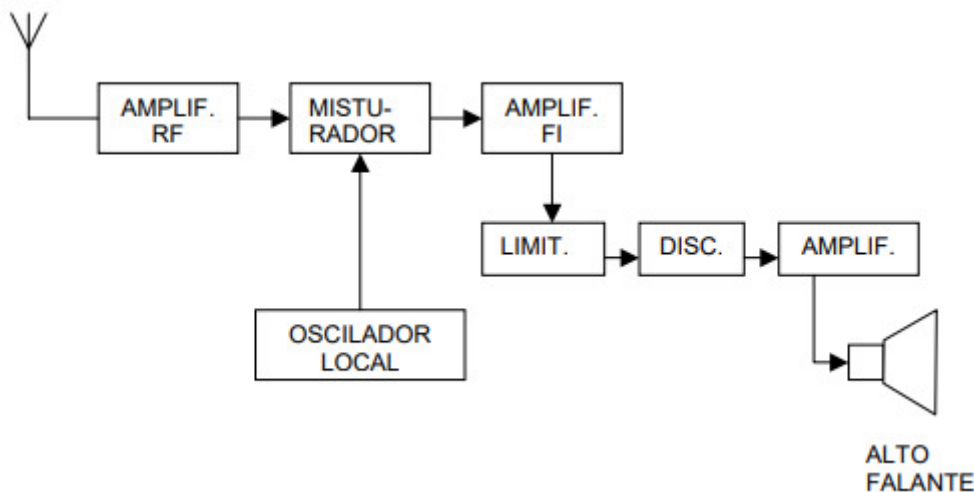 AMPLIF.
RF
MISTU-
RADOR
AMPLIF.
FI
LIMIT.
DISC.
AMPLIF.
OSCILADOR
LOCAL
ALTO
FALANTE